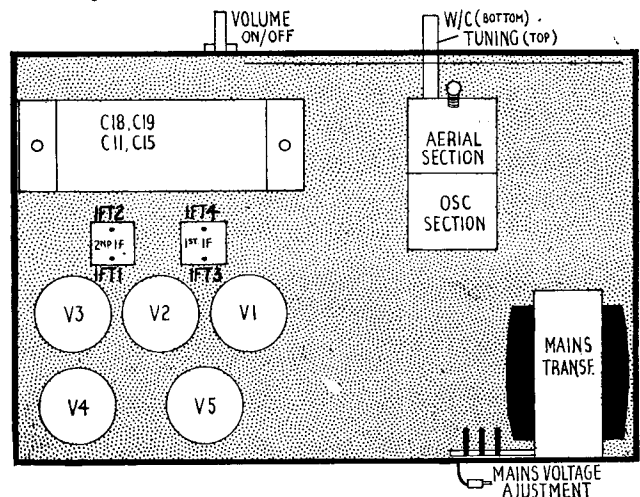 VOLUME
ON/OFF
W/C (BOTTOM).
TUNING (TOP)
C18, C19
C11, C15
AERIAL
SECTION
OSC
SECTION
IFT2
IFT4
2ND IF
1ST IF
IFT1
IFT3
V3
V2
V1
MAINS
TRANSF.
V4
V5
MAINS VOLTAGE
AJUSTMENT